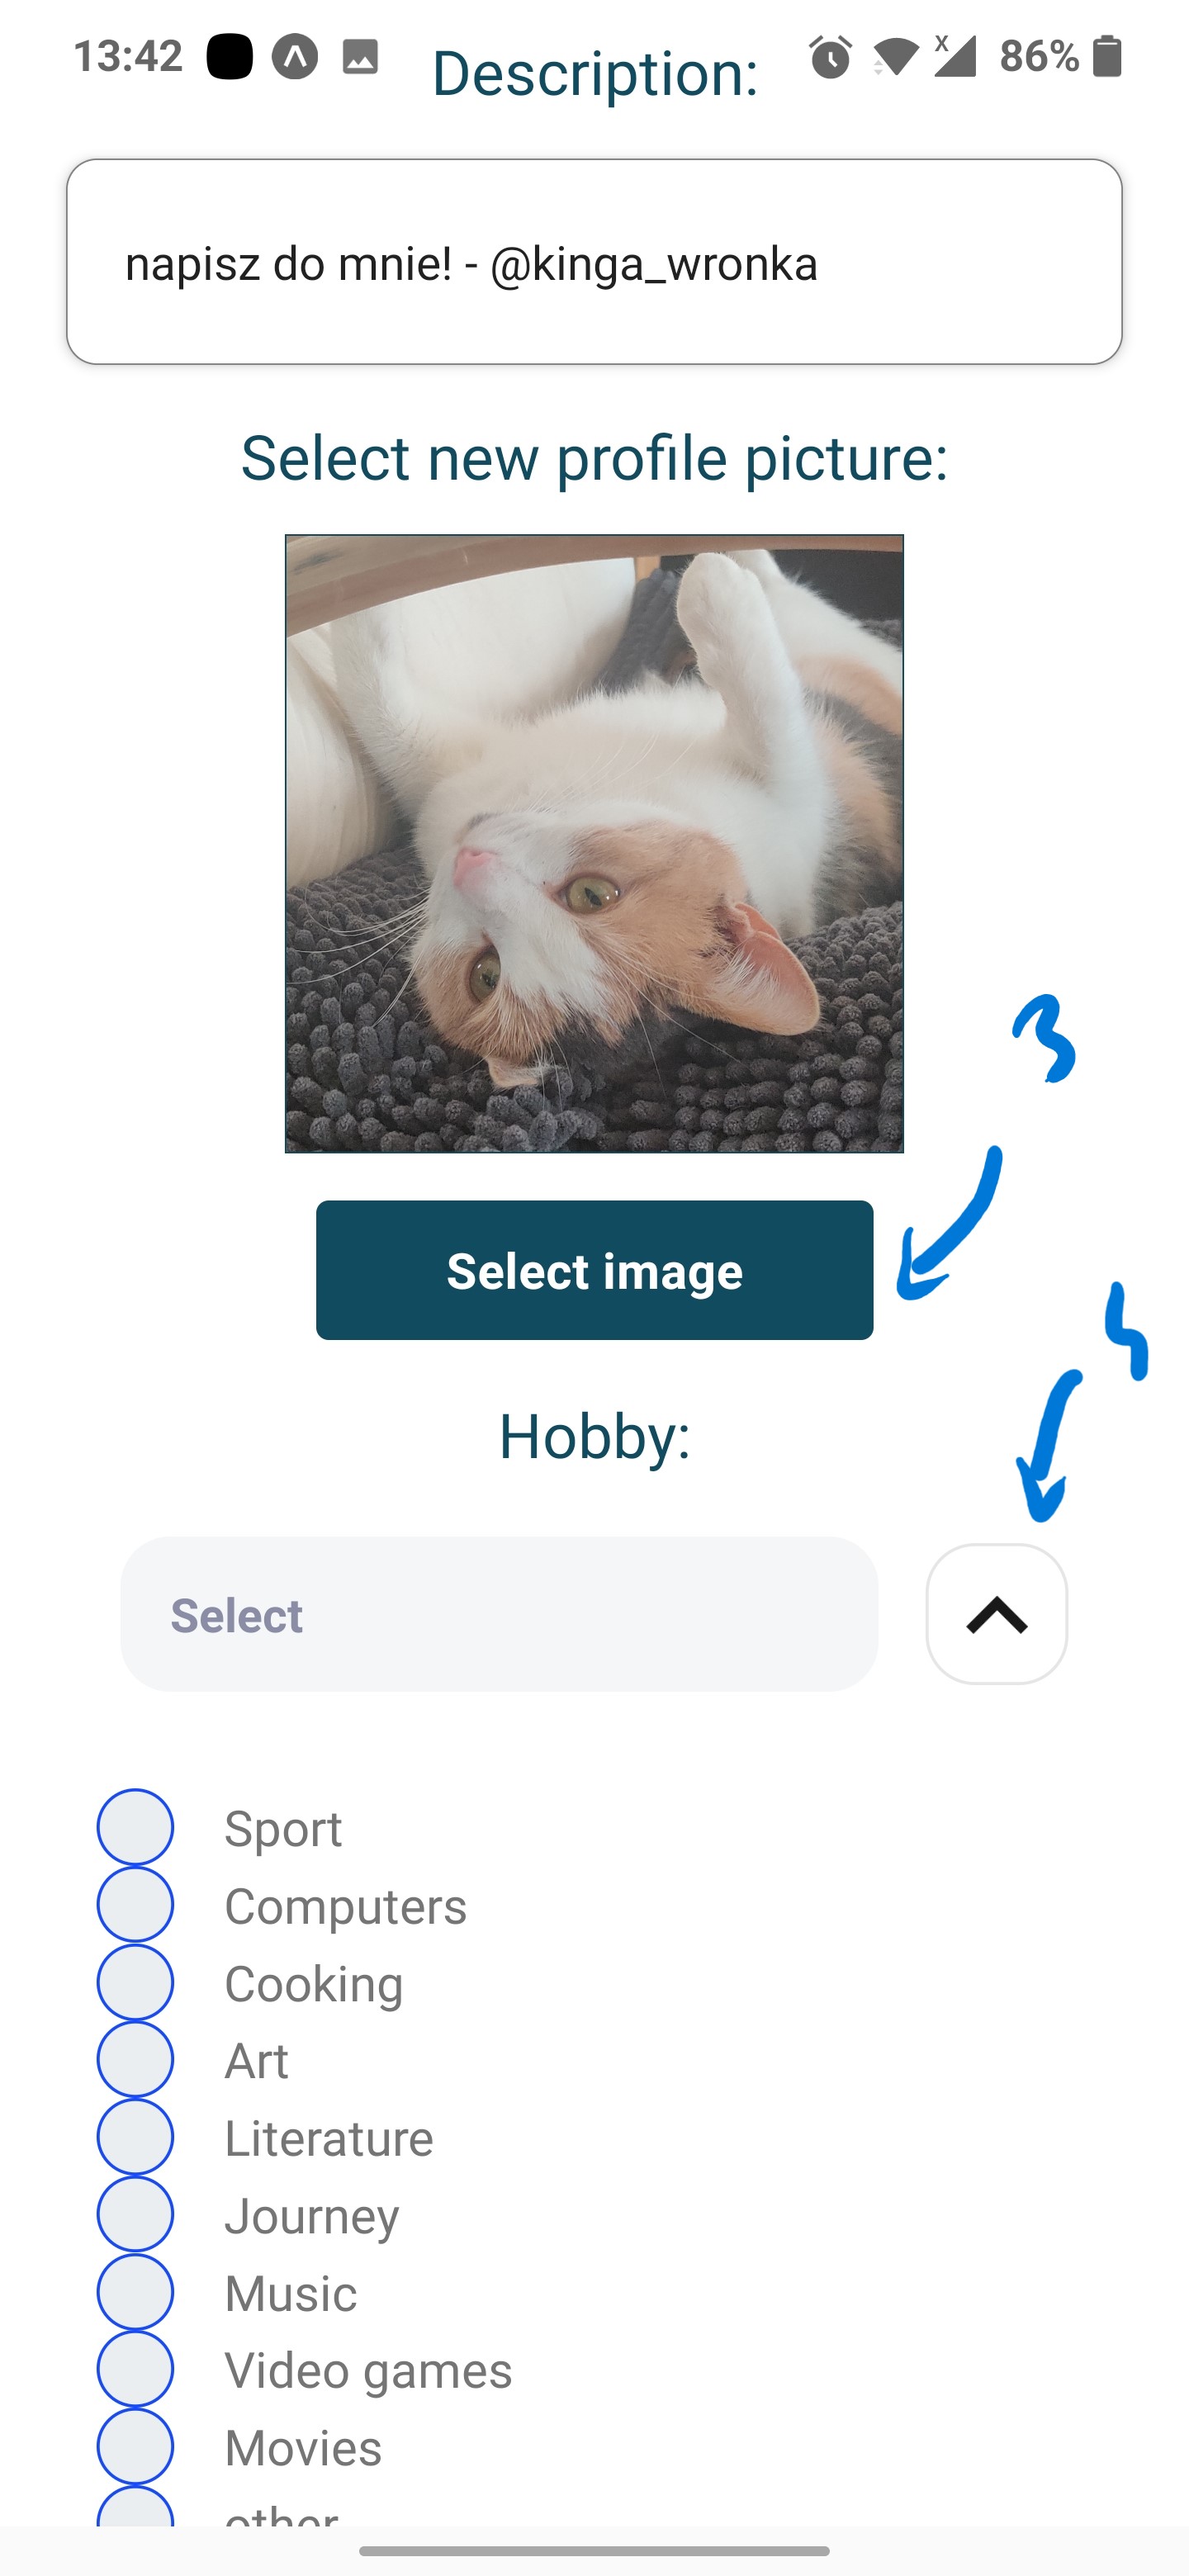 13:42
86%
Description:
napisz do mnie! - @kinga_wronka
Select new profile picture:
3
Select image
4
Hobby:
Select
Sport
Computers
Cooking
Art
Literature
Journey
Music
Video games
Movies
other